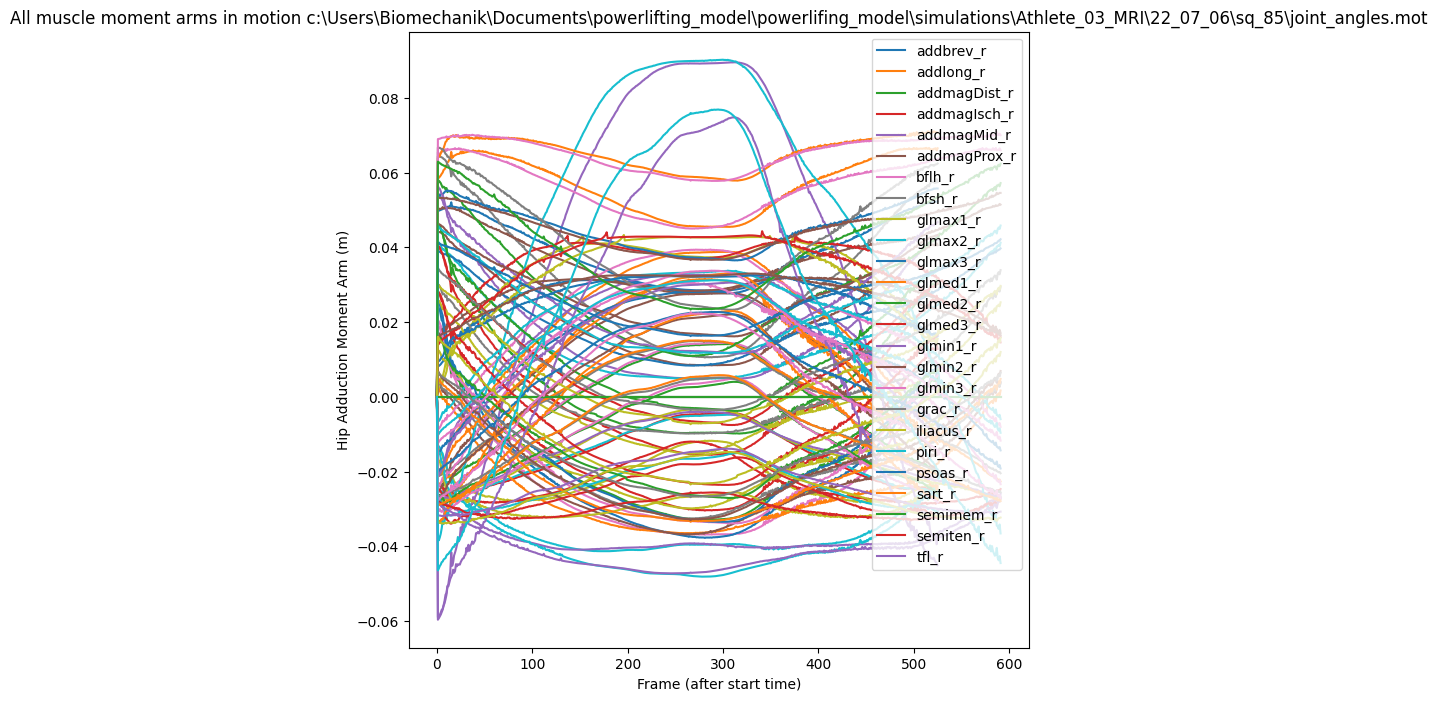 All muscle moment arms in motion c:\Users\Biomechanik\Documents\powerlifting_model\powerlifing_model\simulations\Athlete_03_MRI\22_07_06\sq_85\joint_angles.mot
Hip Adduction Moment Arm (m)
0.08
0.06
0.04
0.02
0.00
−0.02
−0.04
−0.06
addbrev_r
addlong_r
addmagDist_r
addmagIsch_r
addmagMid_r
addmagProx_r
bflh_r
bfsh_r
glmax1_r
glmax2_r
glmax3_r
glmed1_r
glmed2_r
glmed3_r
glmin1_r
glmin2_r
glmin3_r
grac_r
iliacus_r
piri_r
psoas_r
sart_r
semimem_r
semiten_r
tfl_r
0 100 200 300 400 500 600
Frame (after start time)